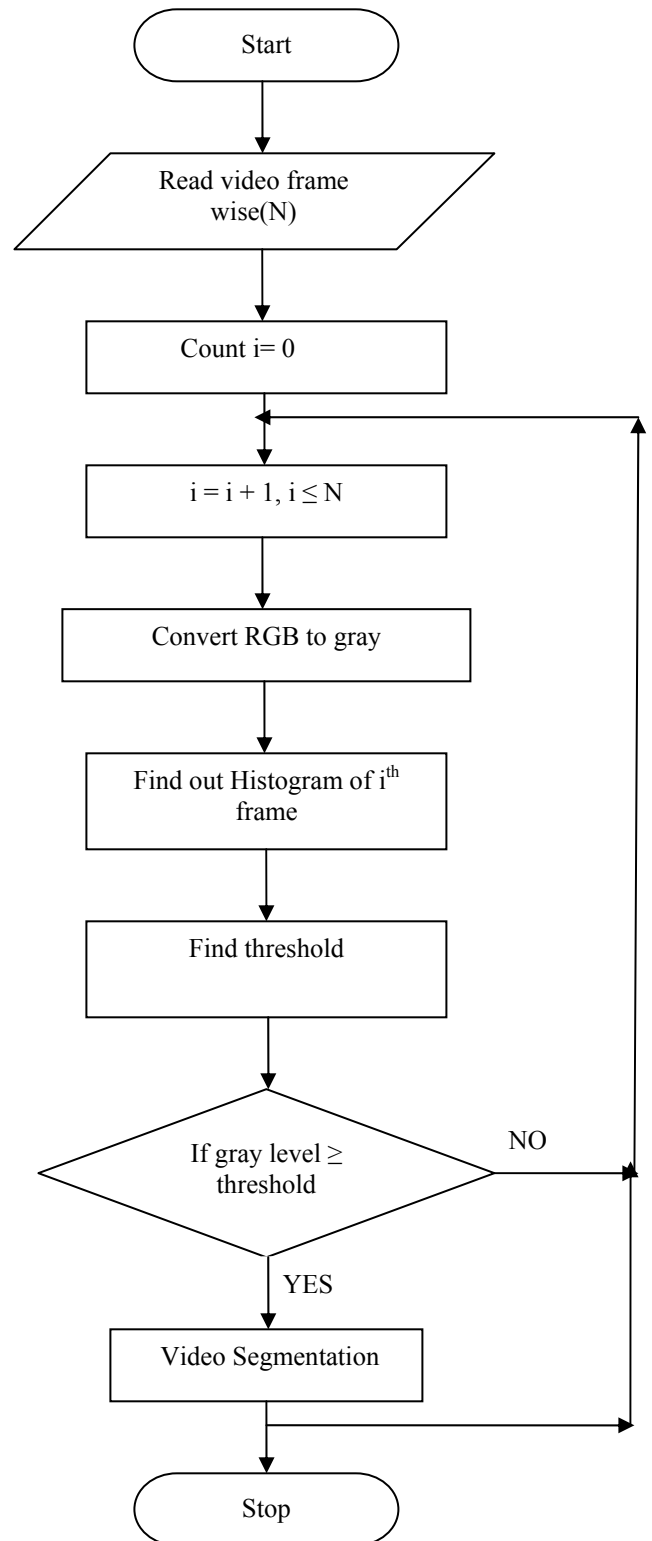 Start
Read video frame
wise(N)
Count i= 0
i = i + 1, i ≤ N
Convert RGB to gray
Find out Histogram of iᵗʰ
frame
Find threshold
If gray level ≥
threshold
NO
YES
Video Segmentation
Stop